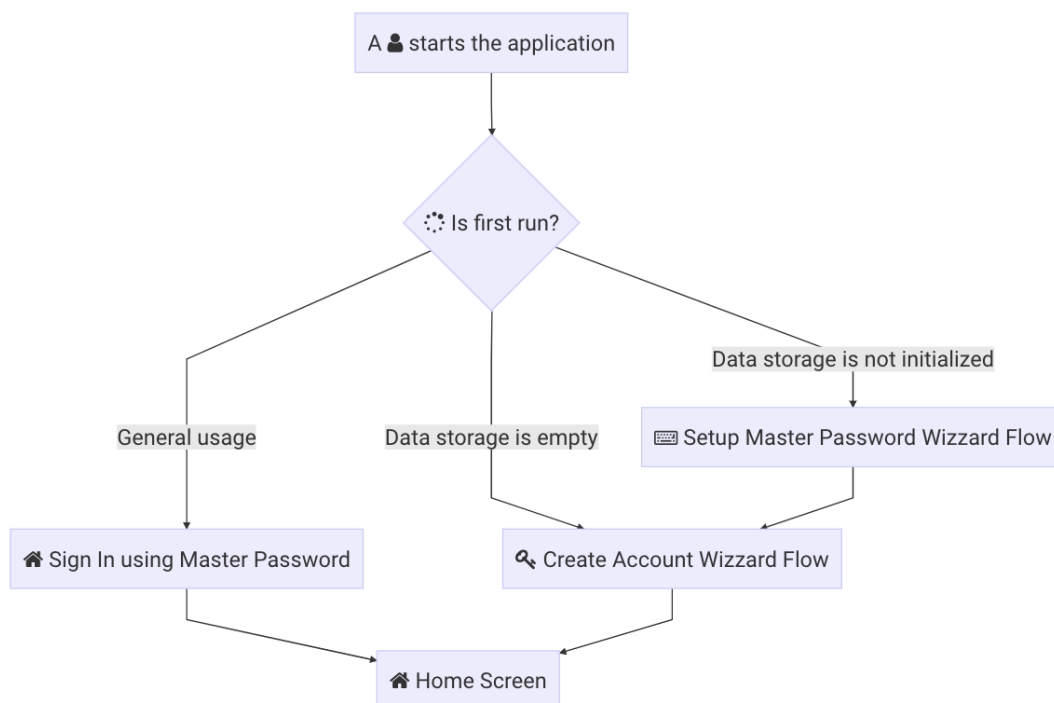 A starts the application
Is first run?
Data storage is not initialized
General usage
Data storage is empty
Setup Master Password Wizzard Flow
Sign In using Master Password
Create Account Wizzard Flow
Home Screen